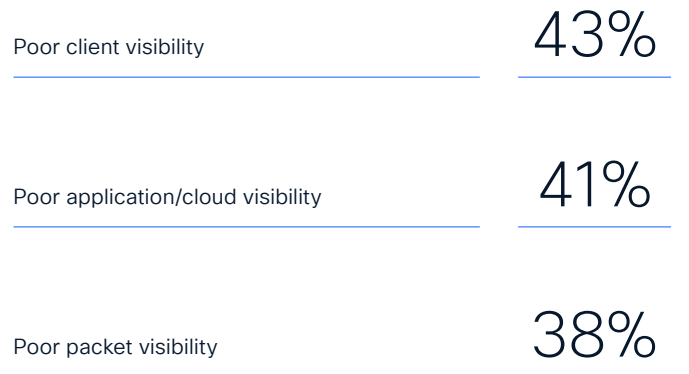 Poor client visibility 43%
Poor application/cloud visibility 41%
Poor packet visibility 38%